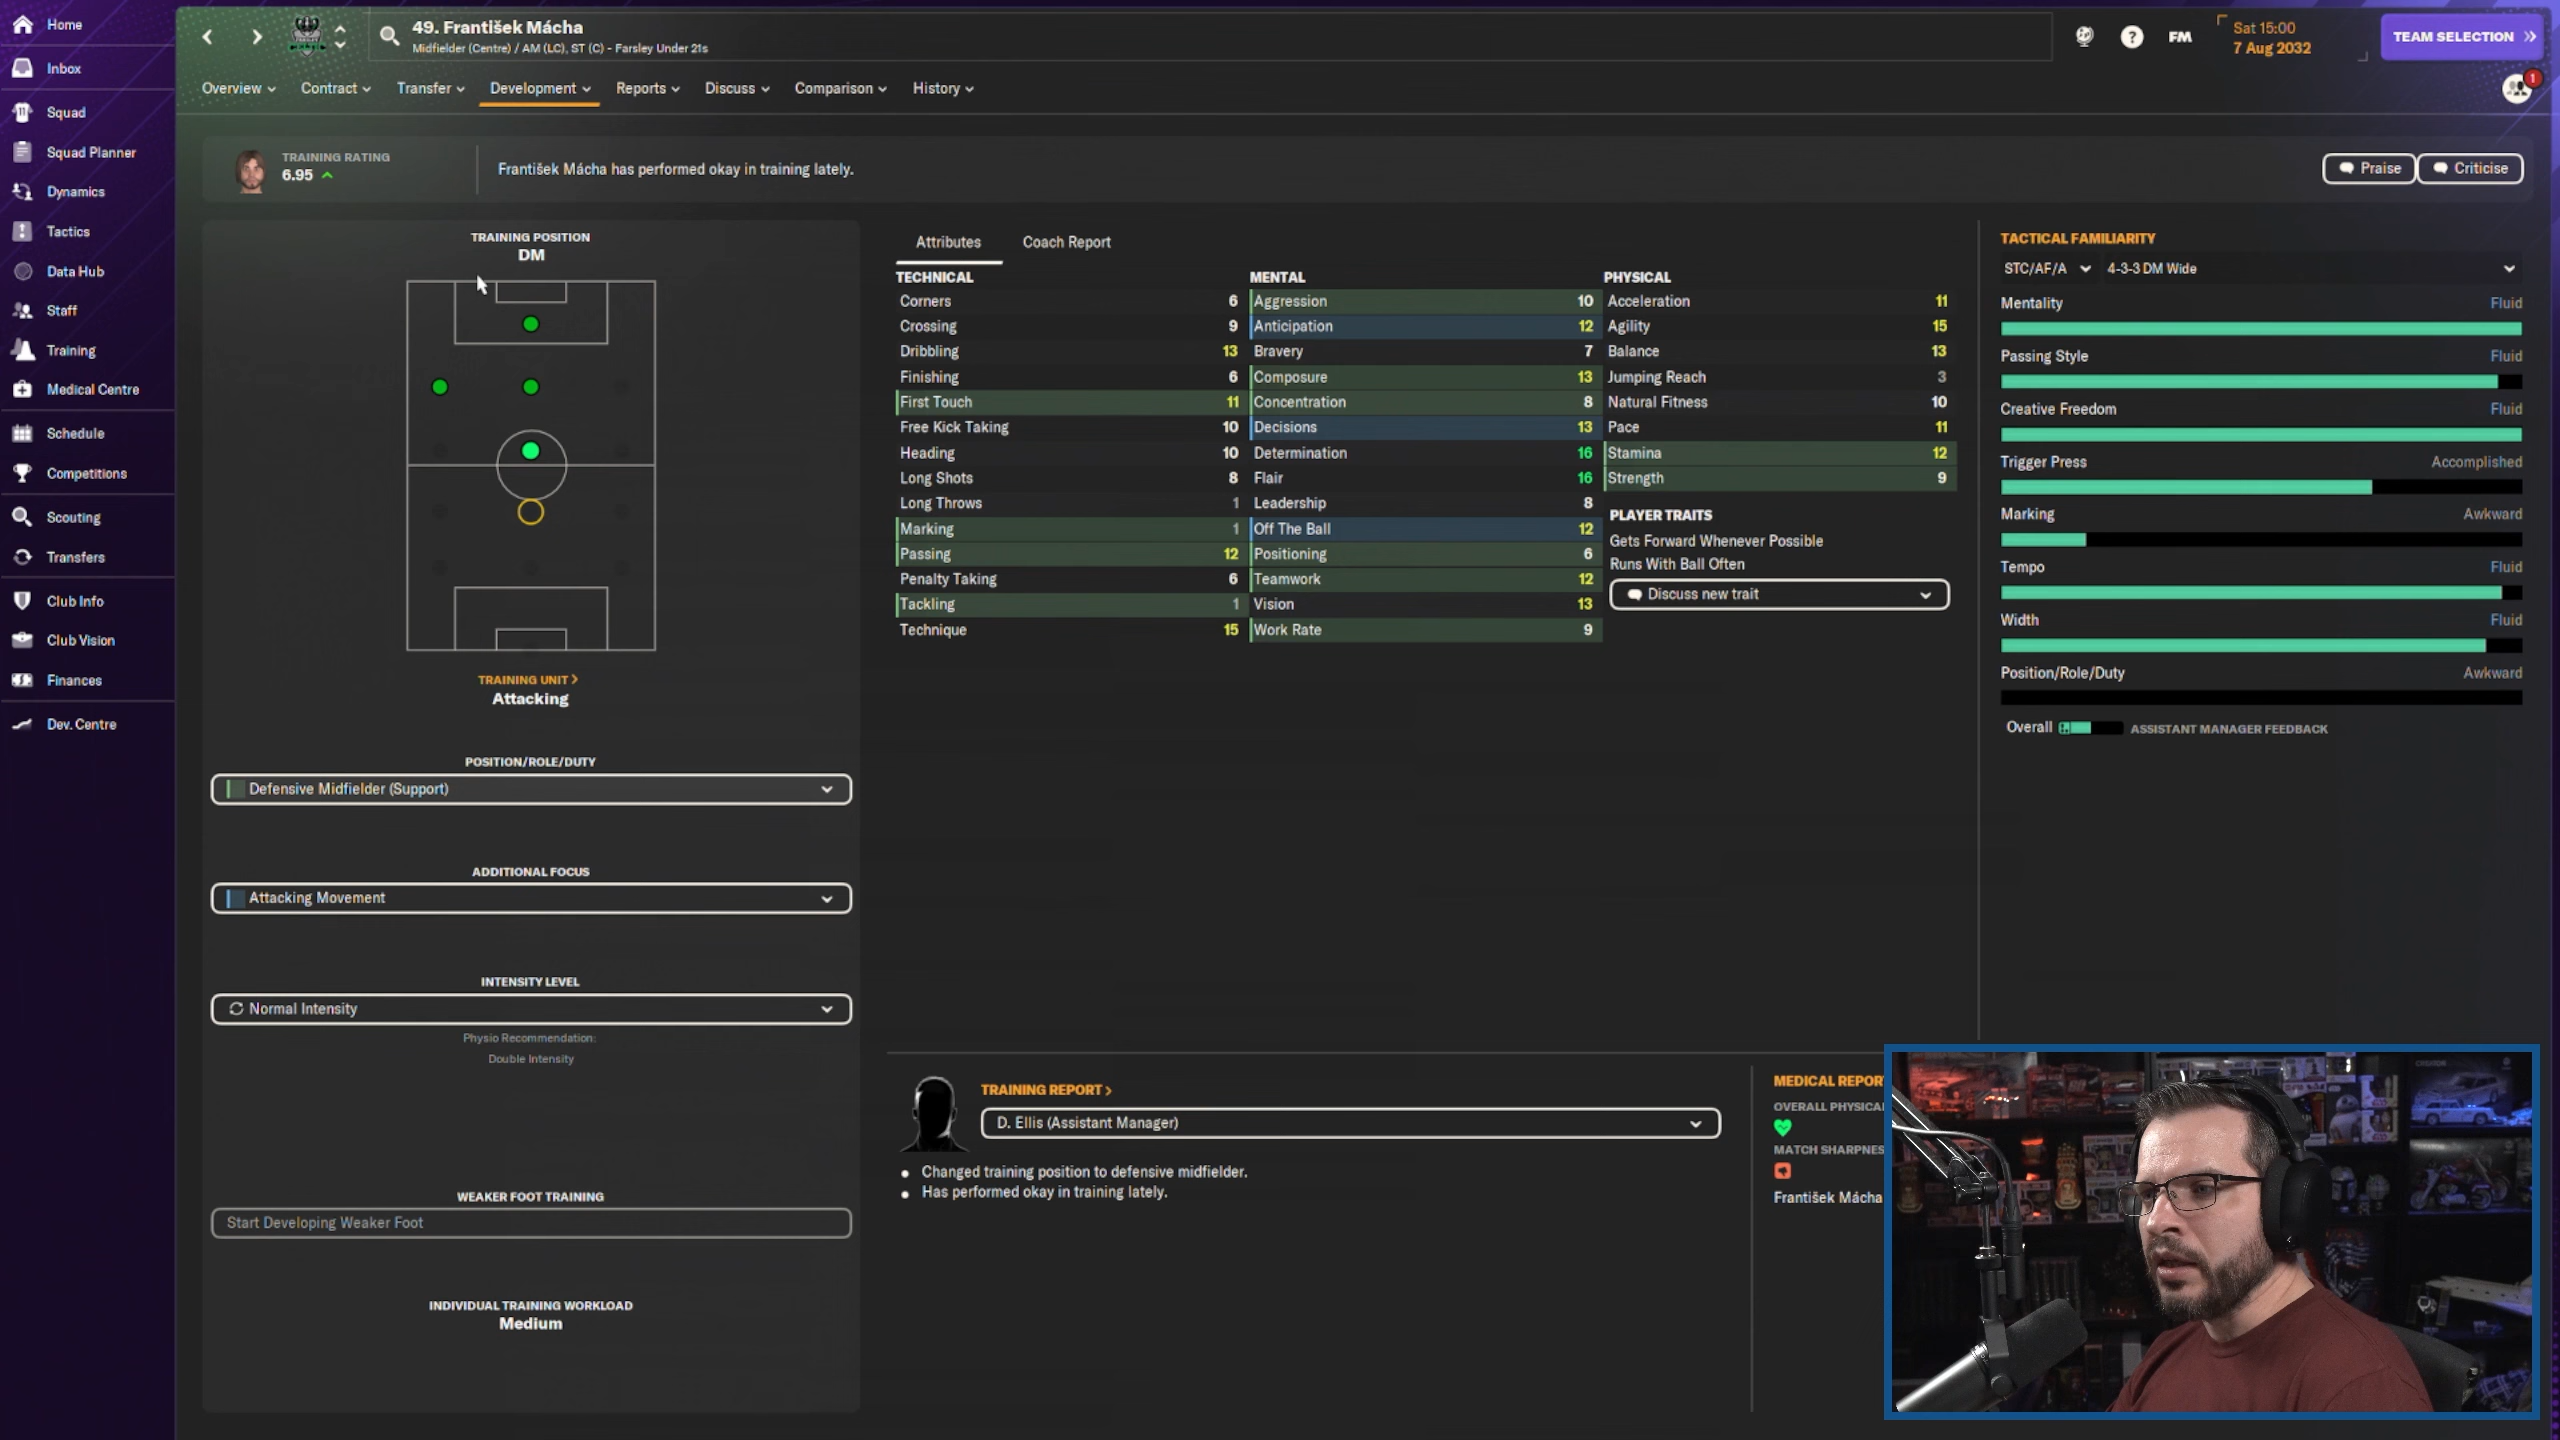 Home
Inbox
Squad
Squad Planner
Dynamics
Tactics
Data Hub
Staff
Training
Medical Centre
Schedule
Competitions
Scouting
Transfers
Club Info
Club Vision
Finances
Dev. Centre
49. František Mácha
Midfielder (Centre) / AM (LC), ST (C) - Farsley Under 21s
FM
Sat 15:00
7 Aug 2032
TEAM SELECTION
1
Overview
Contract
Transfer
Development
Reports
Discuss
Comparison
History
TRAINING RATING
6.95
František Mácha has performed okay in training lately.
Praise
Criticise
TRAINING POSITION
DM
TRAINING UNIT >
Attacking
POSITION/ROLE/DUTY
Defensive Midfielder (Support)
ADDITIONAL FOCUS
Attacking Movement
INTENSITY LEVEL
Normal Intensity
Physio Recommendation:
Double Intensity
WEAKER FOOT TRAINING
Start Developing Weaker Foot
INDIVIDUAL TRAINING WORKLOAD
Medium
Attributes
Coach Report
TECHNICAL
Corners 6
Crossing 9
Dribbling 13
Finishing 6
First Touch 11
Free Kick Taking 10
Heading 10
Long Shots 8
Long Throws 1
Marking 1
Passing 12
Penalty Taking 6
Tackling 1
Technique 15
MENTAL
Aggression 10
Anticipation 12
Bravery 7
Composure 13
Concentration 8
Decisions 13
Determination 16
Flair 16
Leadership 8
Off The Ball 12
Positioning 6
Teamwork 12
Vision 13
Work Rate 9
PHYSICAL
Acceleration 11
Agility 15
Balance 13
Jumping Reach 3
Natural Fitness 10
Pace 11
Stamina 12
Strength 9
PLAYER TRAITS
Gets Forward Whenever Possible
Runs With Ball Often
Discuss new trait
TACTICAL FAMILIARITY
STC/AF/A
4-3-3 DM Wide
Mentality Fluid
Passing Style Fluid
Creative Freedom Fluid
Trigger Press Accomplished
Marking Awkward
Tempo Fluid
Width Fluid
Position/Role/Duty Awkward
Overall
ASSISTANT MANAGER FEEDBACK
TRAINING REPORT >
D. Ellis (Assistant Manager)
• Changed training position to defensive midfielder.
• Has performed okay in training lately.
MEDICAL REPOR
OVERALL PHYSICA
MATCH SHARPNES
František Mácha